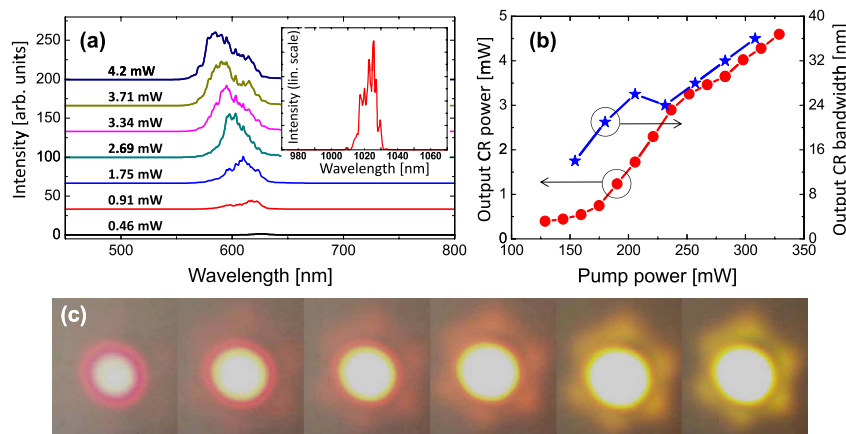 (a)
Intensity [arb. units]
250
200
150
100
50
0
4.2 mW
3.71 mW
3.34 mW
2.69 mW
1.75 mW
0.91 mW
0.46 mW
500 600 700 800
Wavelength [nm]
Intensity (lin. scale)
980 1000 1020 1040 1060
Wavelength [nm]
(b)
Output CR power [mW]
5
4
3
2
1
0
100 150 200 250 300 350
Pump power [mW]
40
32
24
16
8
0
Output CR bandwidth [nm]
(c)